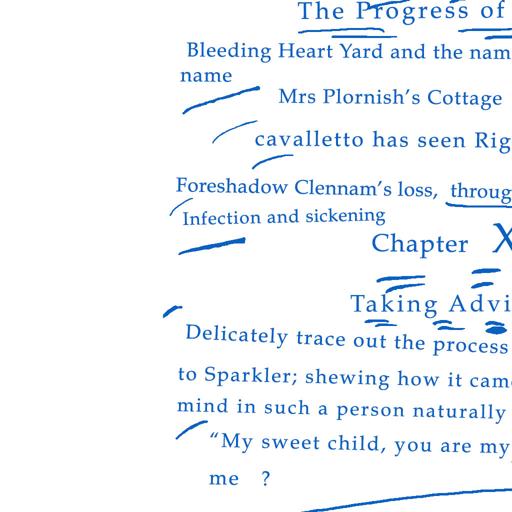 The Progress of
Bleeding Heart Yard and the nam
name
Mrs Plornish's Cottage
cavalletto has seen Rig
Foreshadow Clennam's loss, throug
Infection and sickening
Chapter X
Taking Advi
Delicately trace out the process
to Sparkler; shewing how it cam
mind in such a person naturally
“My sweet child, you are my
me ?